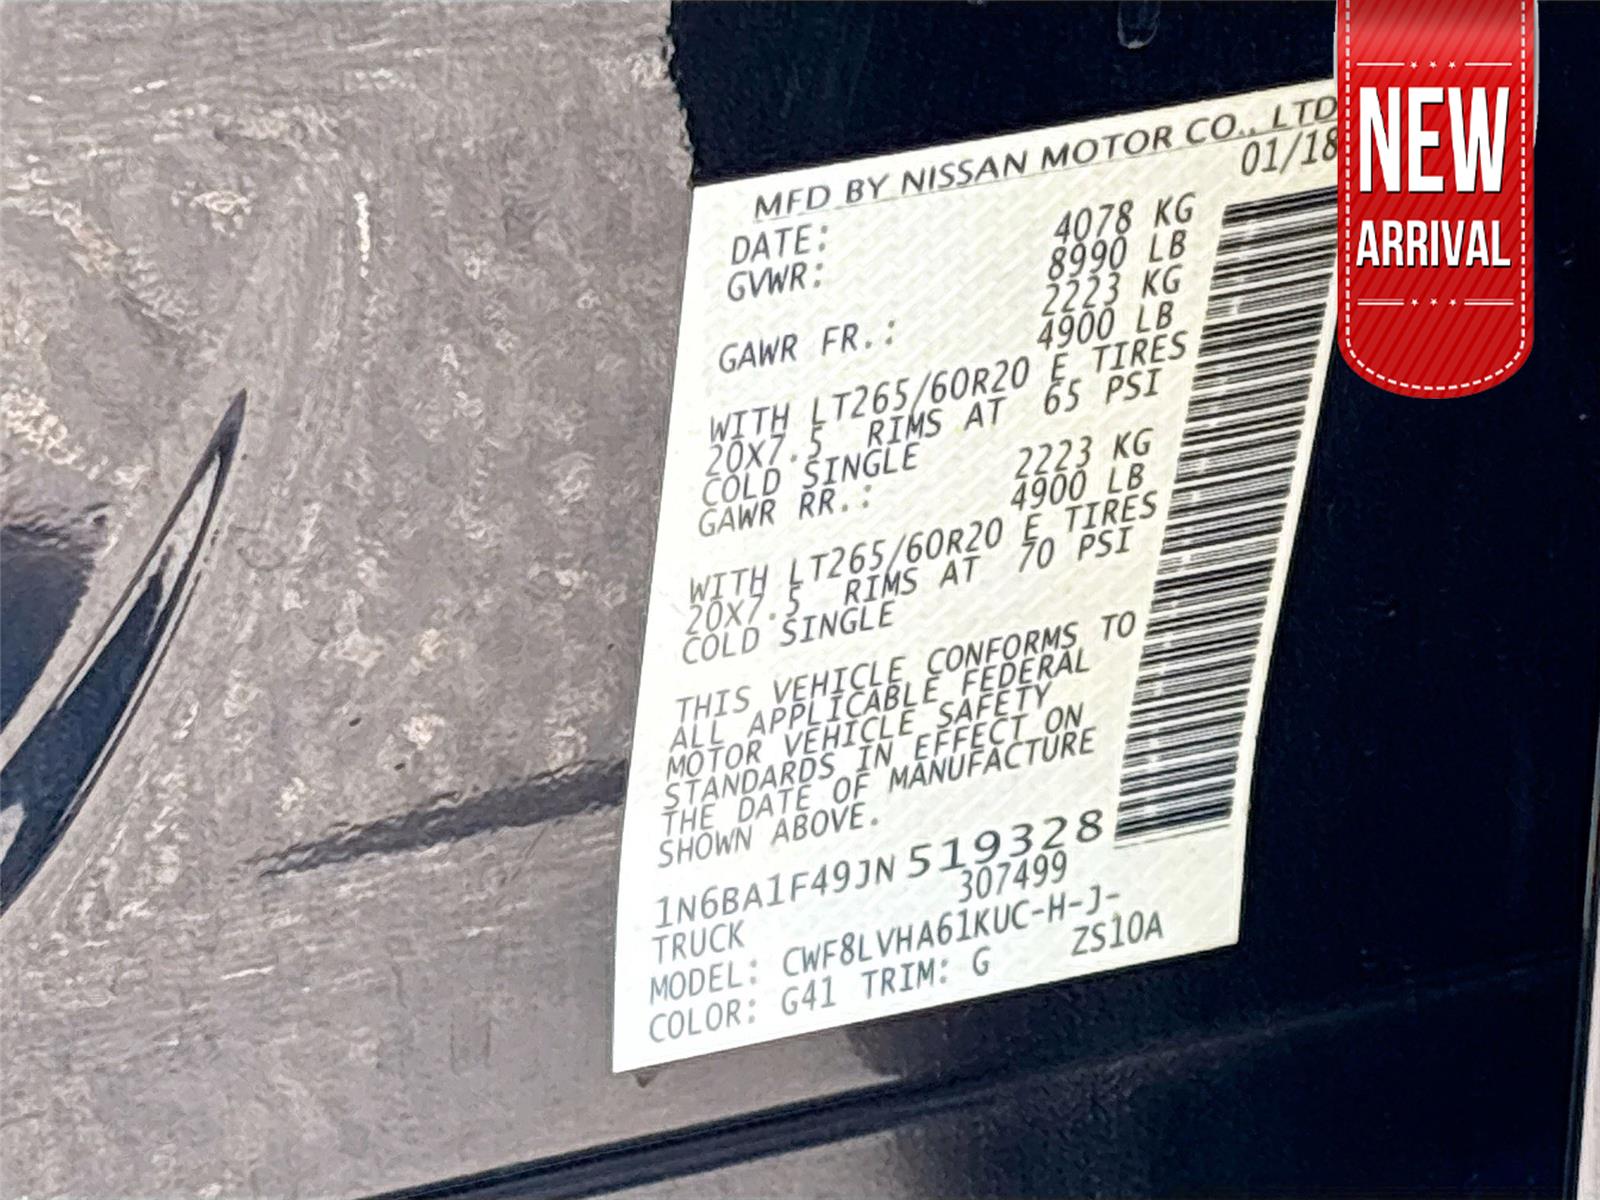 MFD BY NISSAN MOTOR CO., LTD
DATE: 01/18
GVWR: 4078 KG
8990 LB
GAWR FR.: 2223 KG
4900 LB
WITH LT265/60R20 E TIRES
20X7.5 RIMS AT 65 PSI
COLD SINGLE
GAWR RR.: 2223 KG
4900 LB
WITH LT265/60R20 E TIRES
20X7.5 RIMS AT 70 PSI
COLD SINGLE
THIS VEHICLE CONFORMS TO
ALL APPLICABLE FEDERAL
MOTOR VEHICLE SAFETY
STANDARDS IN EFFECT ON
THE DATE OF MANUFACTURE
SHOWN ABOVE.
1N6BA1F49JN519328
TRUCK 307499
MODEL: CWF8LVHA61KUC-H-J-
COLOR: G41 TRIM: G ZS10A
NEW
ARRIVAL